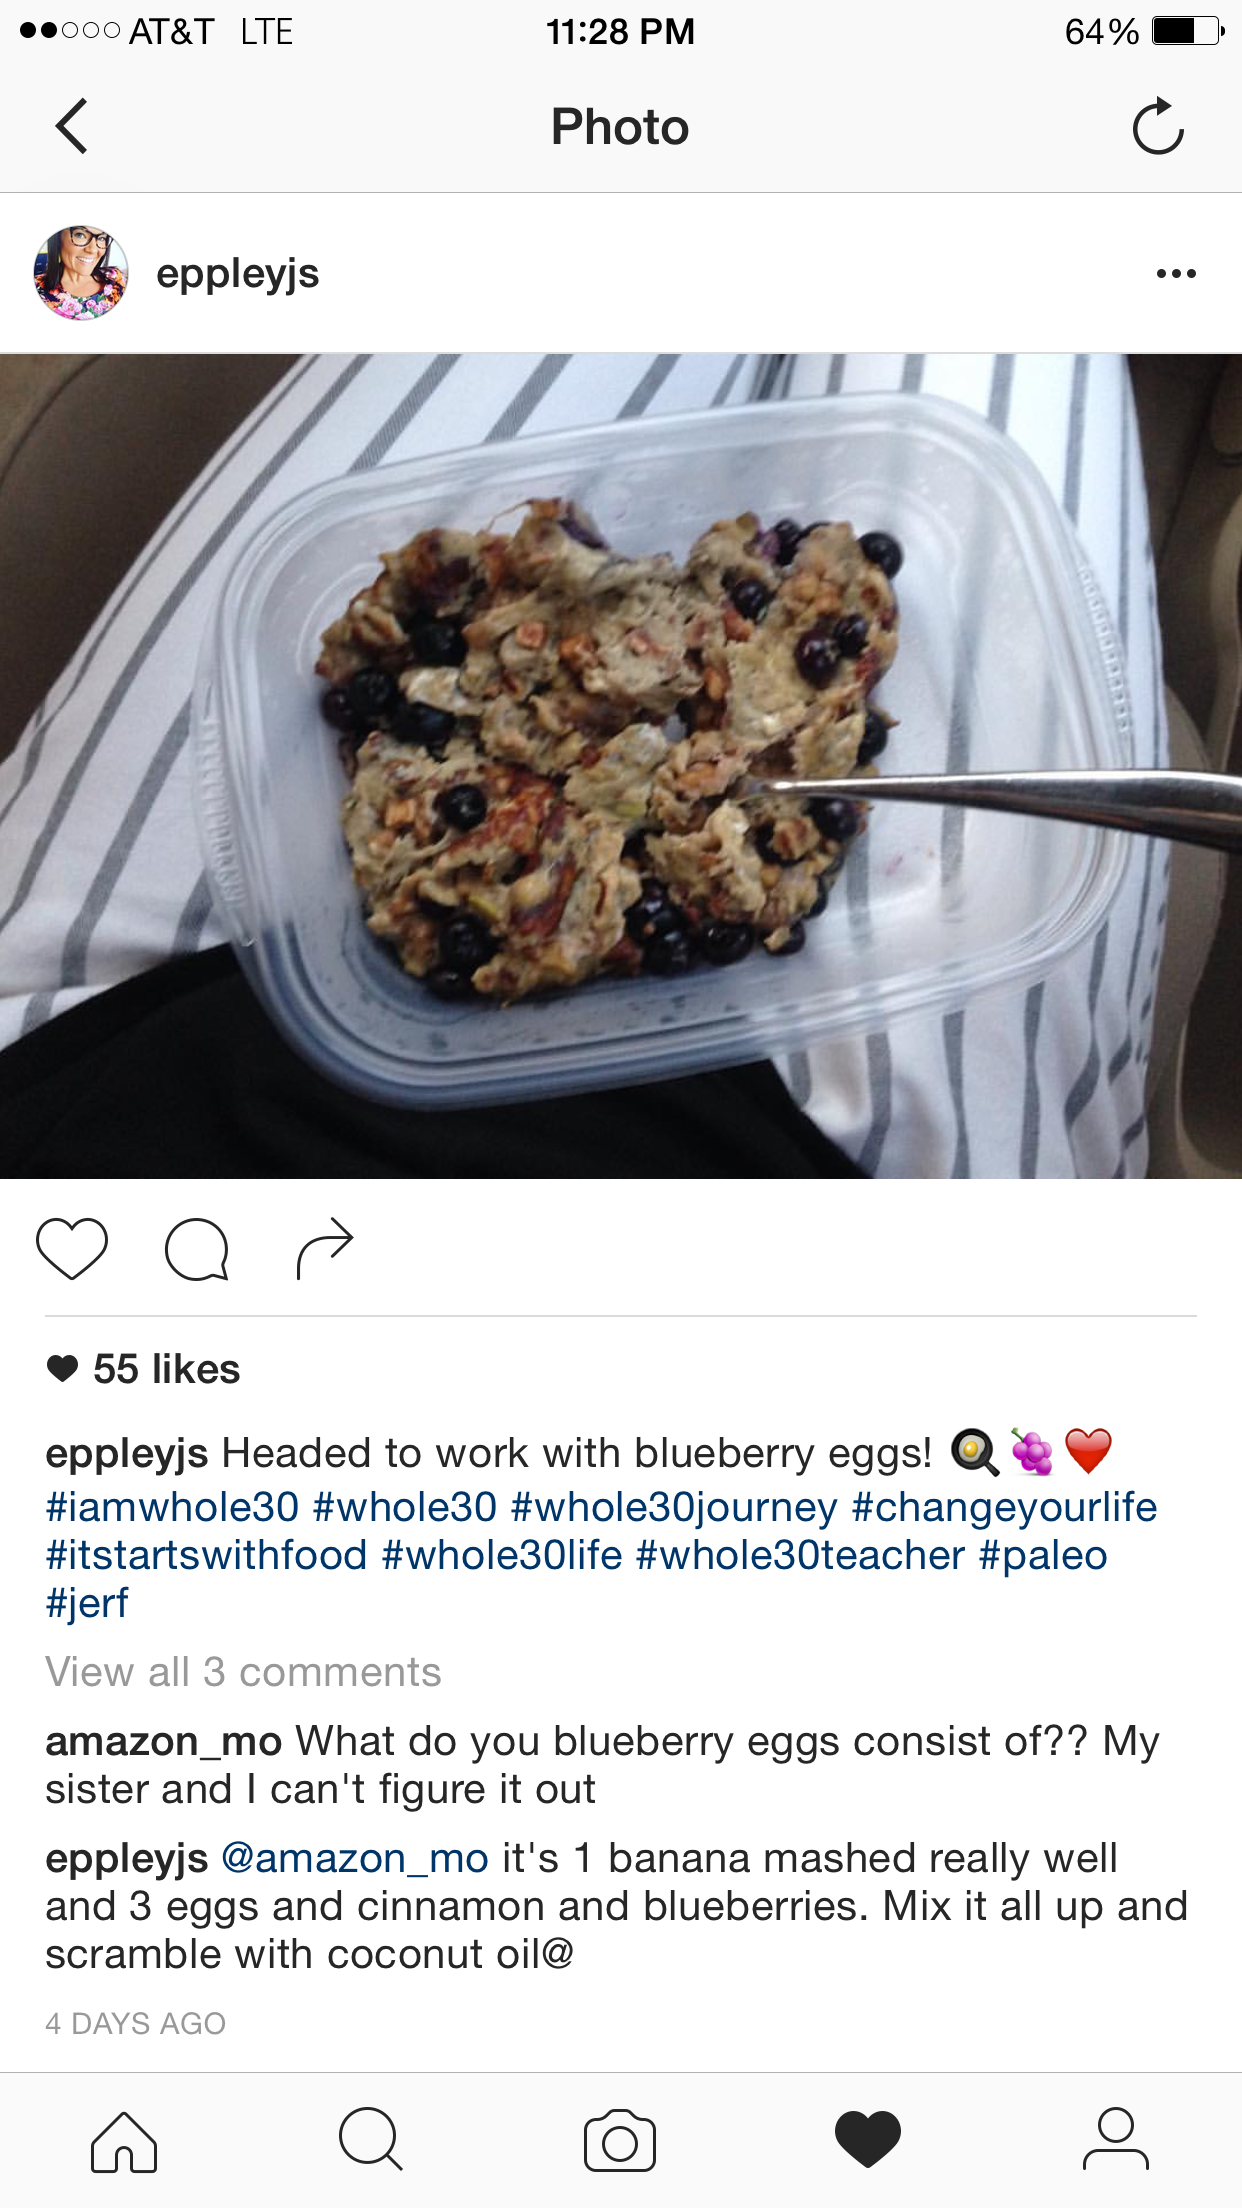 AT&T LTE 11:28 PM 64%
Photo
eppleyjs
55 likes
eppleyjs Headed to work with blueberry eggs! 🍳🍇❤️
#iamwhole30 #whole30 #whole30journey #changeyourlife
#itstartswithfood #whole30life #whole30teacher #paleo
#jerf
View all 3 comments
amazon_mo What do you blueberry eggs consist of?? My
sister and I can't figure it out
eppleyjs @amazon_mo it's 1 banana mashed really well
and 3 eggs and cinnamon and blueberries. Mix it all up and
scramble with coconut oil@
4 DAYS AGO